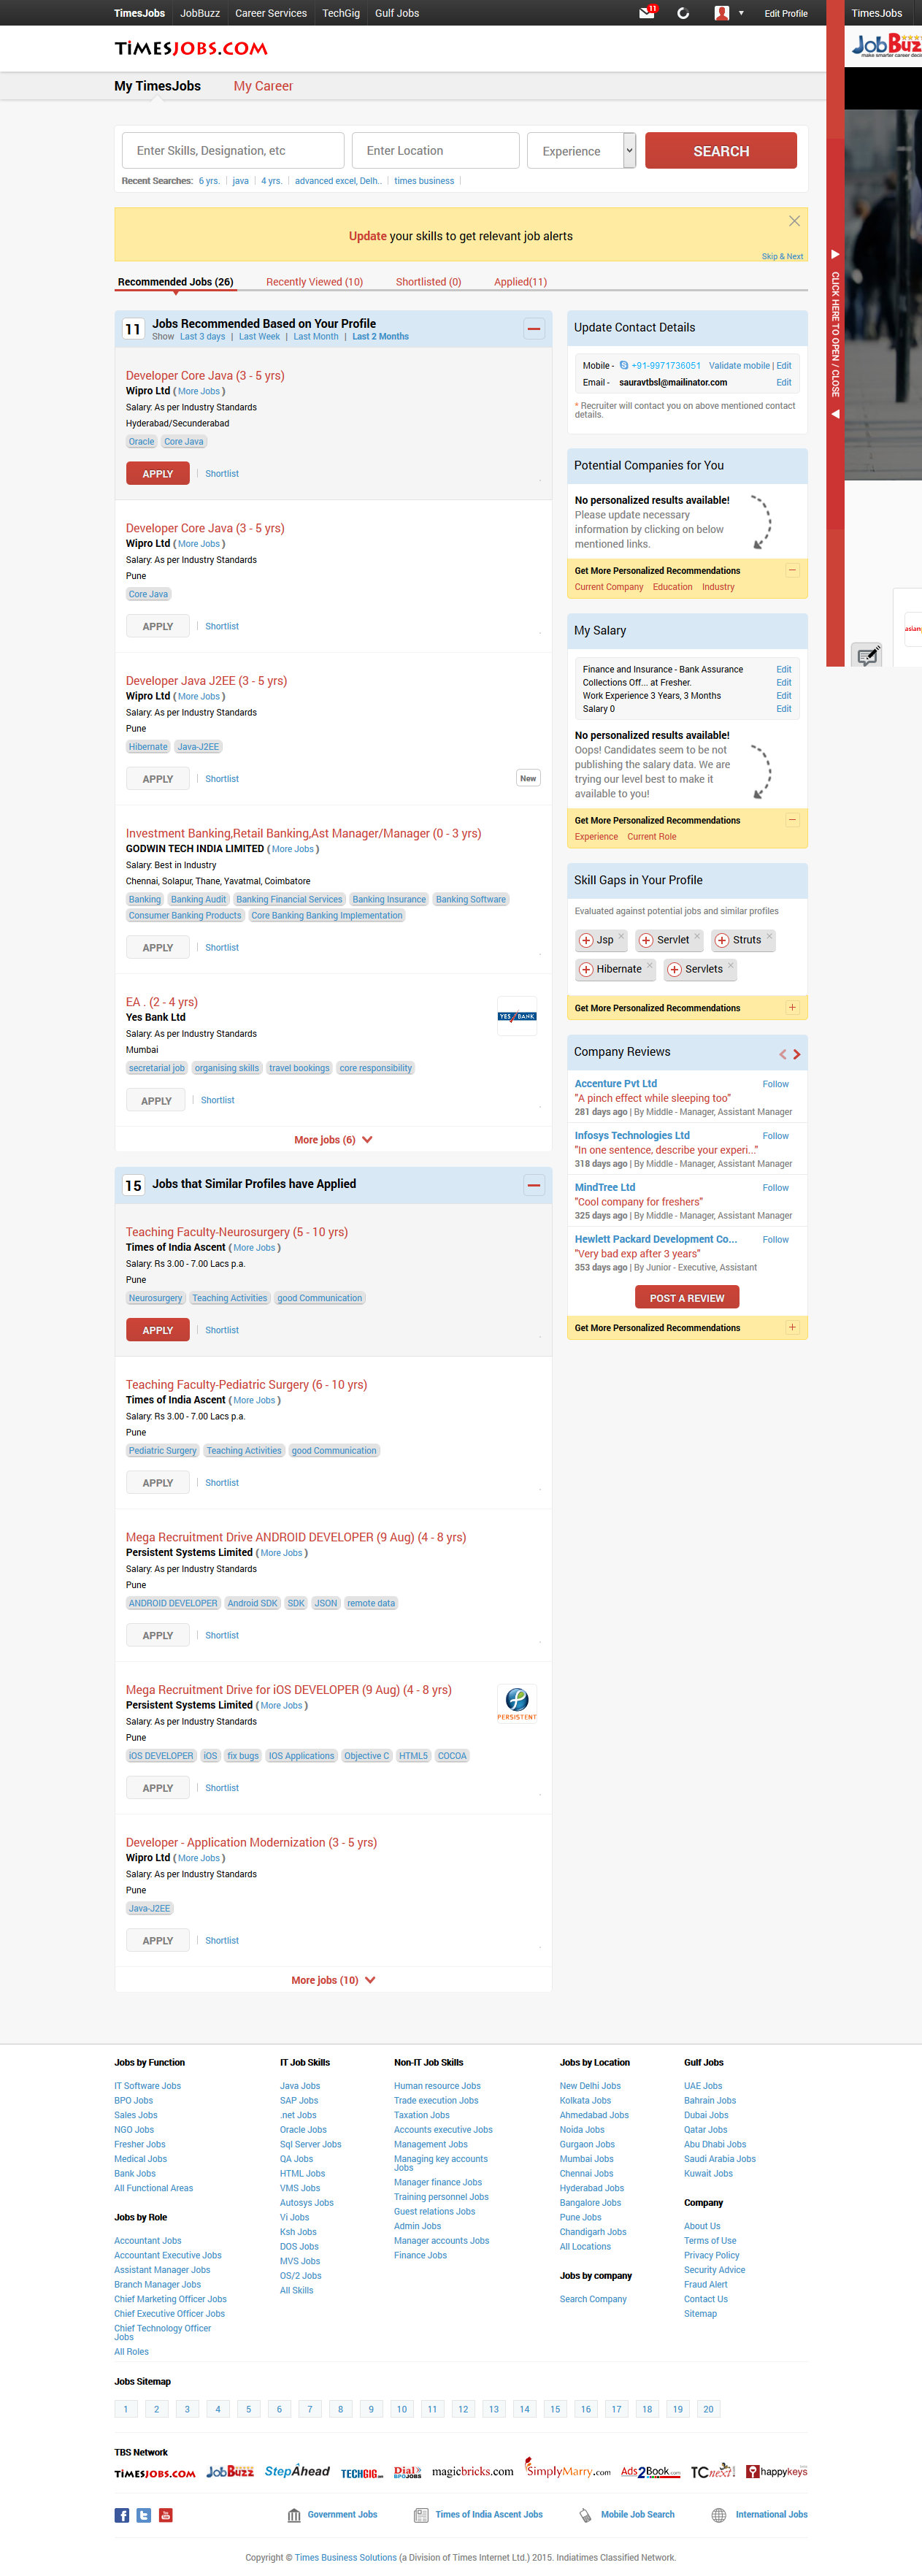 TimesJobs JobBuzz Career Services TechGig Gulf Jobs 11 Edit Profile TimesJobs
TiMESJOBS.COM
JobBuzz
make smarter career deci
My TimesJobs My Career
Enter Skills, Designation, etc Enter Location Experience SEARCH
Recent Searches: 6 yrs. | java | 4 yrs. | advanced excel, Delh.. | times business |
Update your skills to get relevant job alerts
Skip & Next
CLICK HERE TO OPEN / CLOSE
Recommended Jobs (26) Recently Viewed (10) Shortlisted (0) Applied(11)
11 Jobs Recommended Based on Your Profile
Show Last 3 days | Last Week | Last Month | Last 2 Months
Developer Core Java (3 - 5 yrs)
Wipro Ltd ( More Jobs )
Salary: As per Industry Standards
Hyderabad/Secunderabad
Oracle Core Java
APPLY | Shortlist
Developer Core Java (3 - 5 yrs)
Wipro Ltd ( More Jobs )
Salary: As per Industry Standards
Pune
Core Java
APPLY | Shortlist
Developer Java J2EE (3 - 5 yrs)
Wipro Ltd ( More Jobs )
Salary: As per Industry Standards
Pune
Hibernate Java-J2EE
APPLY | Shortlist New
Investment Banking,Retail Banking,Ast Manager/Manager (0 - 3 yrs)
GODWIN TECH INDIA LIMITED ( More Jobs )
Salary: Best in Industry
Chennai, Solapur, Thane, Yavatmal, Coimbatore
Banking Banking Audit Banking Financial Services Banking Insurance Banking Software
Consumer Banking Products Core Banking Banking Implementation
APPLY | Shortlist
EA . (2 - 4 yrs)
Yes Bank Ltd
YES BANK
Salary: As per Industry Standards
Mumbai
secretarial job organising skills travel bookings core responsibility
APPLY | Shortlist
More jobs (6)
15 Jobs that Similar Profiles have Applied
Teaching Faculty-Neurosurgery (5 - 10 yrs)
Times of India Ascent ( More Jobs )
Salary: Rs 3.00 - 7.00 Lacs p.a.
Pune
Neurosurgery Teaching Activities good Communication
APPLY | Shortlist
Teaching Faculty-Pediatric Surgery (6 - 10 yrs)
Times of India Ascent ( More Jobs )
Salary: Rs 3.00 - 7.00 Lacs p.a.
Pune
Pediatric Surgery Teaching Activities good Communication
APPLY | Shortlist
Mega Recruitment Drive ANDROID DEVELOPER (9 Aug) (4 - 8 yrs)
Persistent Systems Limited ( More Jobs )
Salary: As per Industry Standards
Pune
ANDROID DEVELOPER Android SDK SDK JSON remote data
APPLY | Shortlist
Mega Recruitment Drive for iOS DEVELOPER (9 Aug) (4 - 8 yrs)
Persistent Systems Limited ( More Jobs )
PERSISTENT
Salary: As per Industry Standards
Pune
iOS DEVELOPER iOS fix bugs IOS Applications Objective C HTML5 COCOA
APPLY | Shortlist
Developer - Application Modernization (3 - 5 yrs)
Wipro Ltd ( More Jobs )
Salary: As per Industry Standards
Pune
Java-J2EE
APPLY | Shortlist
More jobs (10)
Update Contact Details
Mobile - +91-9971736051 Validate mobile | Edit
Email - sauravtbsl@mailinator.com Edit
* Recruiter will contact you on above mentioned contact
details.
Potential Companies for You
No personalized results available!
Please update necessary
information by clicking on below
mentioned links.
Get More Personalized Recommendations
Current Company Education Industry
My Salary
Finance and Insurance - Bank Assurance Edit
Collections Off... at Fresher. Edit
Work Experience 3 Years, 3 Months Edit
Salary 0 Edit
No personalized results available!
Oops! Candidates seem to be not
publishing the salary data. We are
trying our level best to make it
available to you!
Get More Personalized Recommendations
Experience Current Role
Skill Gaps in Your Profile
Evaluated against potential jobs and similar profiles
Jsp Servlet Struts
Hibernate Servlets
Get More Personalized Recommendations
Company Reviews
Accenture Pvt Ltd Follow
"A pinch effect while sleeping too"
281 days ago | By Middle - Manager, Assistant Manager
Infosys Technologies Ltd Follow
"In one sentence, describe your experi..."
318 days ago | By Middle - Manager, Assistant Manager
MindTree Ltd Follow
"Cool company for freshers"
325 days ago | By Middle - Manager, Assistant Manager
Hewlett Packard Development Co... Follow
"Very bad exp after 3 years"
353 days ago | By Junior - Executive, Assistant
POST A REVIEW
Get More Personalized Recommendations
asian
Jobs by Function
IT Software Jobs
BPO Jobs
Sales Jobs
NGO Jobs
Fresher Jobs
Medical Jobs
Bank Jobs
All Functional Areas
Jobs by Role
Accountant Jobs
Accountant Executive Jobs
Assistant Manager Jobs
Branch Manager Jobs
Chief Marketing Officer Jobs
Chief Executive Officer Jobs
Chief Technology Officer
Jobs
All Roles
IT Job Skills
Java Jobs
SAP Jobs
.net Jobs
Oracle Jobs
Sql Server Jobs
QA Jobs
HTML Jobs
VMS Jobs
Autosys Jobs
Vi Jobs
Ksh Jobs
DOS Jobs
MVS Jobs
OS/2 Jobs
All Skills
Non-IT Job Skills
Human resource Jobs
Trade execution Jobs
Taxation Jobs
Accounts executive Jobs
Management Jobs
Managing key accounts
Jobs
Manager finance Jobs
Training personnel Jobs
Guest relations Jobs
Admin Jobs
Manager accounts Jobs
Finance Jobs
Jobs by Location
New Delhi Jobs
Kolkata Jobs
Ahmedabad Jobs
Noida Jobs
Gurgaon Jobs
Mumbai Jobs
Chennai Jobs
Hyderabad Jobs
Bangalore Jobs
Pune Jobs
Chandigarh Jobs
All Locations
Jobs by company
Search Company
Gulf Jobs
UAE Jobs
Bahrain Jobs
Dubai Jobs
Qatar Jobs
Abu Dhabi Jobs
Saudi Arabia Jobs
Kuwait Jobs
Company
About Us
Terms of Use
Privacy Policy
Security Advice
Fraud Alert
Contact Us
Sitemap
Jobs Sitemap
1 2 3 4 5 6 7 8 9 10 11 12 13 14 15 16 17 18 19 20
TBS Network
TiMESJOBS.COM JobBuzz StepAhead TECHGIG.com Dial BPOJOBS magicbricks.com SimplyMarry.com Ads2Book.com TCnext! happykeys
Government Jobs Times of India Ascent Jobs Mobile Job Search International Jobs
Copyright © Times Business Solutions (a Division of Times Internet Ltd.) 2015. Indiatimes Classified Network.